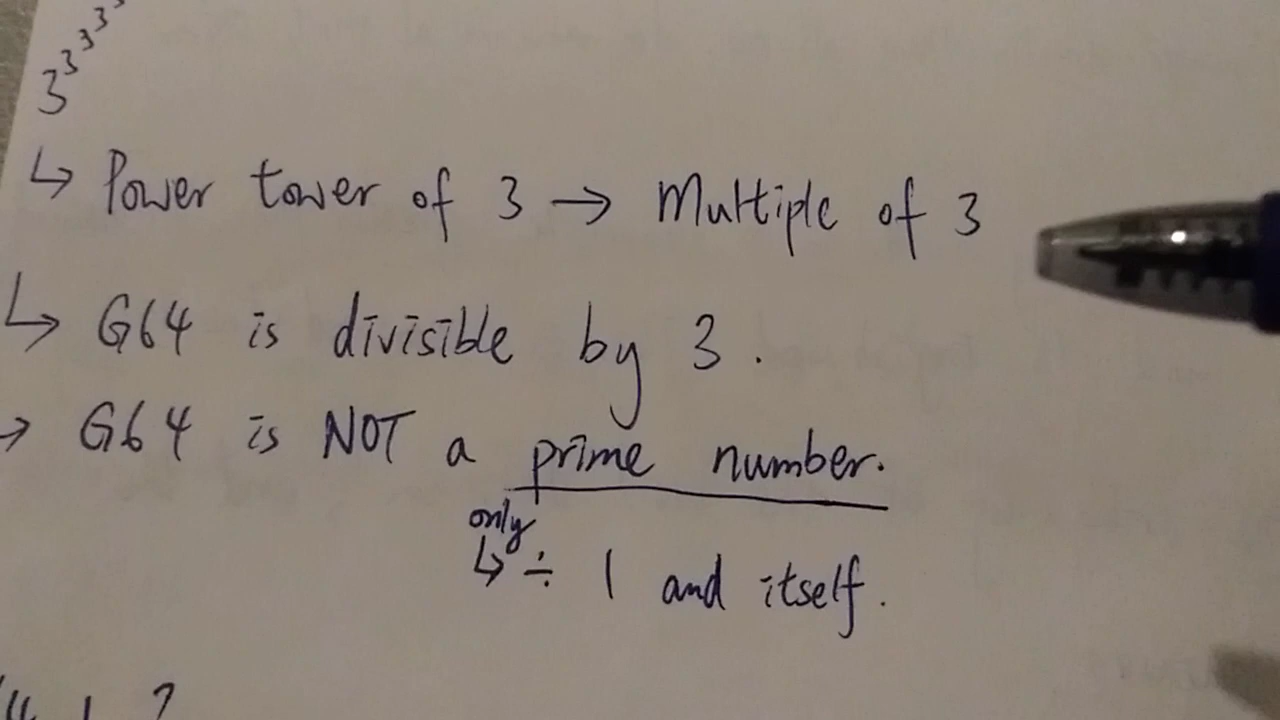 3^3^3^3^3
↳ Power tower of 3 → Multiple of 3
↳ G64 is divisible by 3.
→ G64 is NOT a prime number.
only
↳ ÷ 1 and itself.
?